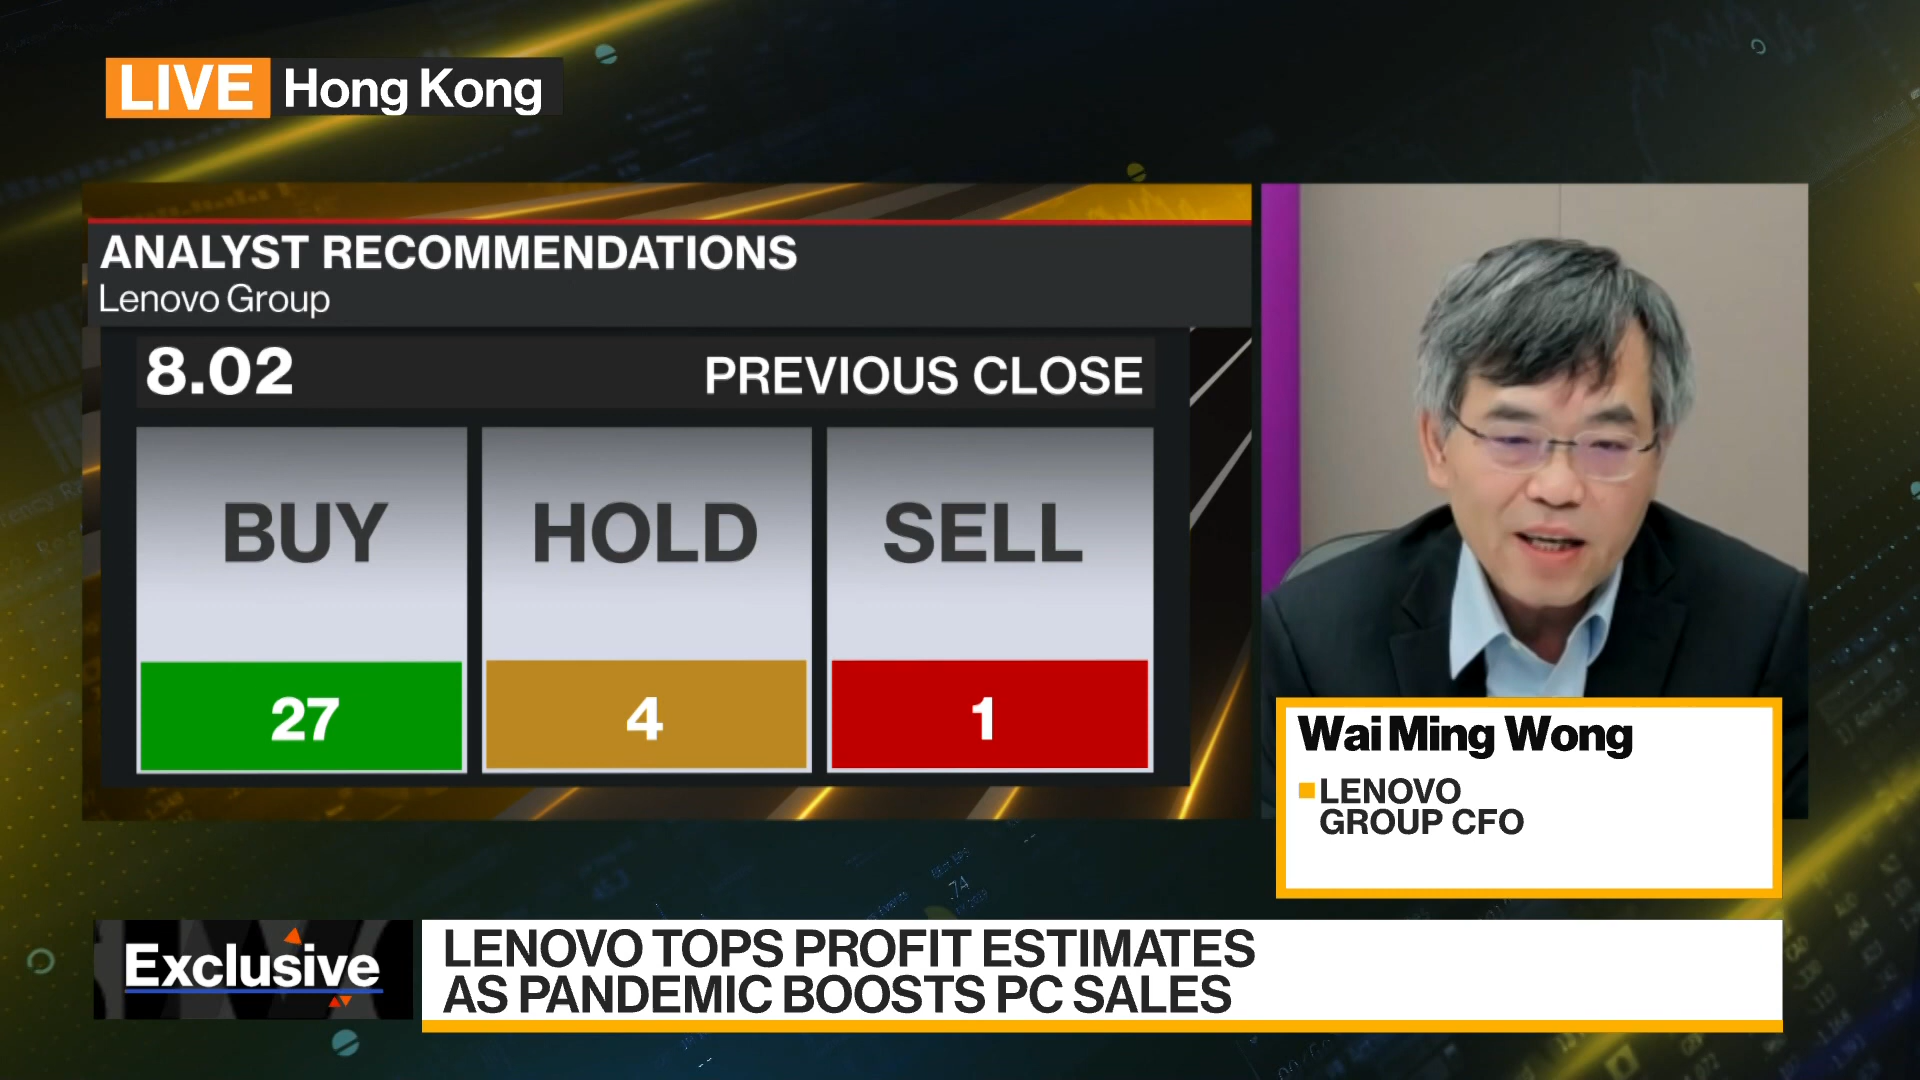 LIVE Hong Kong
ANALYST RECOMMENDATIONS
Lenovo Group
8.02 PREVIOUS CLOSE
BUY HOLD SELL
27 4 1
Wai Ming Wong
LENOVO
GROUP CFO
Exclusive
LENOVO TOPS PROFIT ESTIMATES
AS PANDEMIC BOOSTS PC SALES